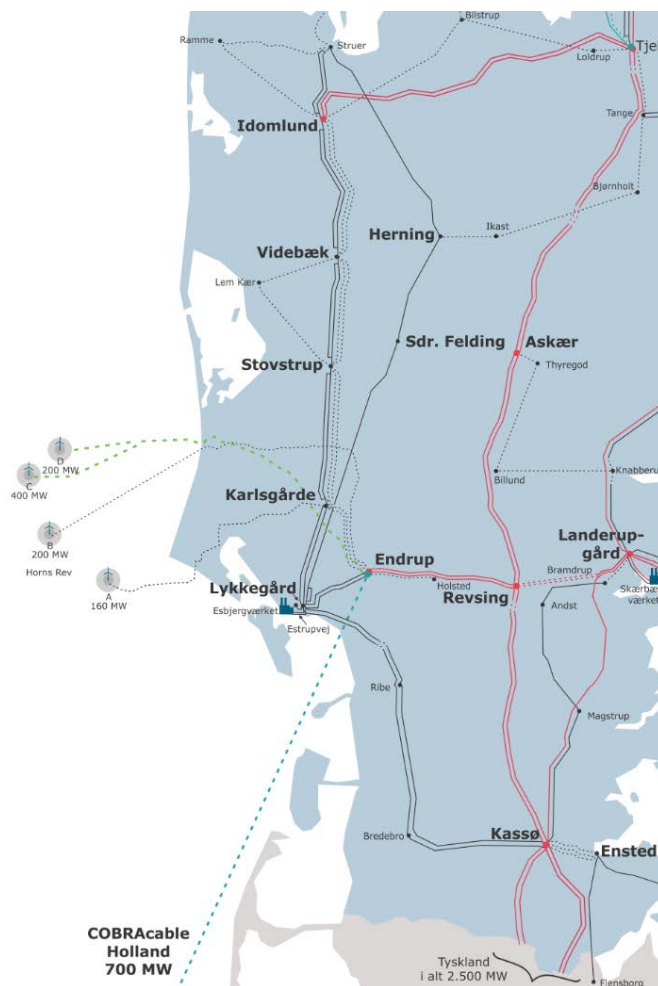 Bilstrup
Ramme
Struer
Loldrup
Tje
Idomlund
Tange
Bjørnholt
Herning
Ikast
Videbæk
Lem Kær
Sdr. Felding
Askær
Thyregod
Stovstrup
D
200 MW
C
400 MW
Billund
Knabberu
Karlsgårde
B
200 MW
Landerup-
gård
Horns Rev
Endrup
Bramdrup
A
160 MW
Holsted
Revsing
Skærbæ
værket
Lykkegård
Esbjergværket
Andst
Estrupvej
Ribe
Magstrup
Bredebro
Kassø
Ensted
COBRAcable
Holland
700 MW
Tyskland
i alt 2.500 MW
Flensborg